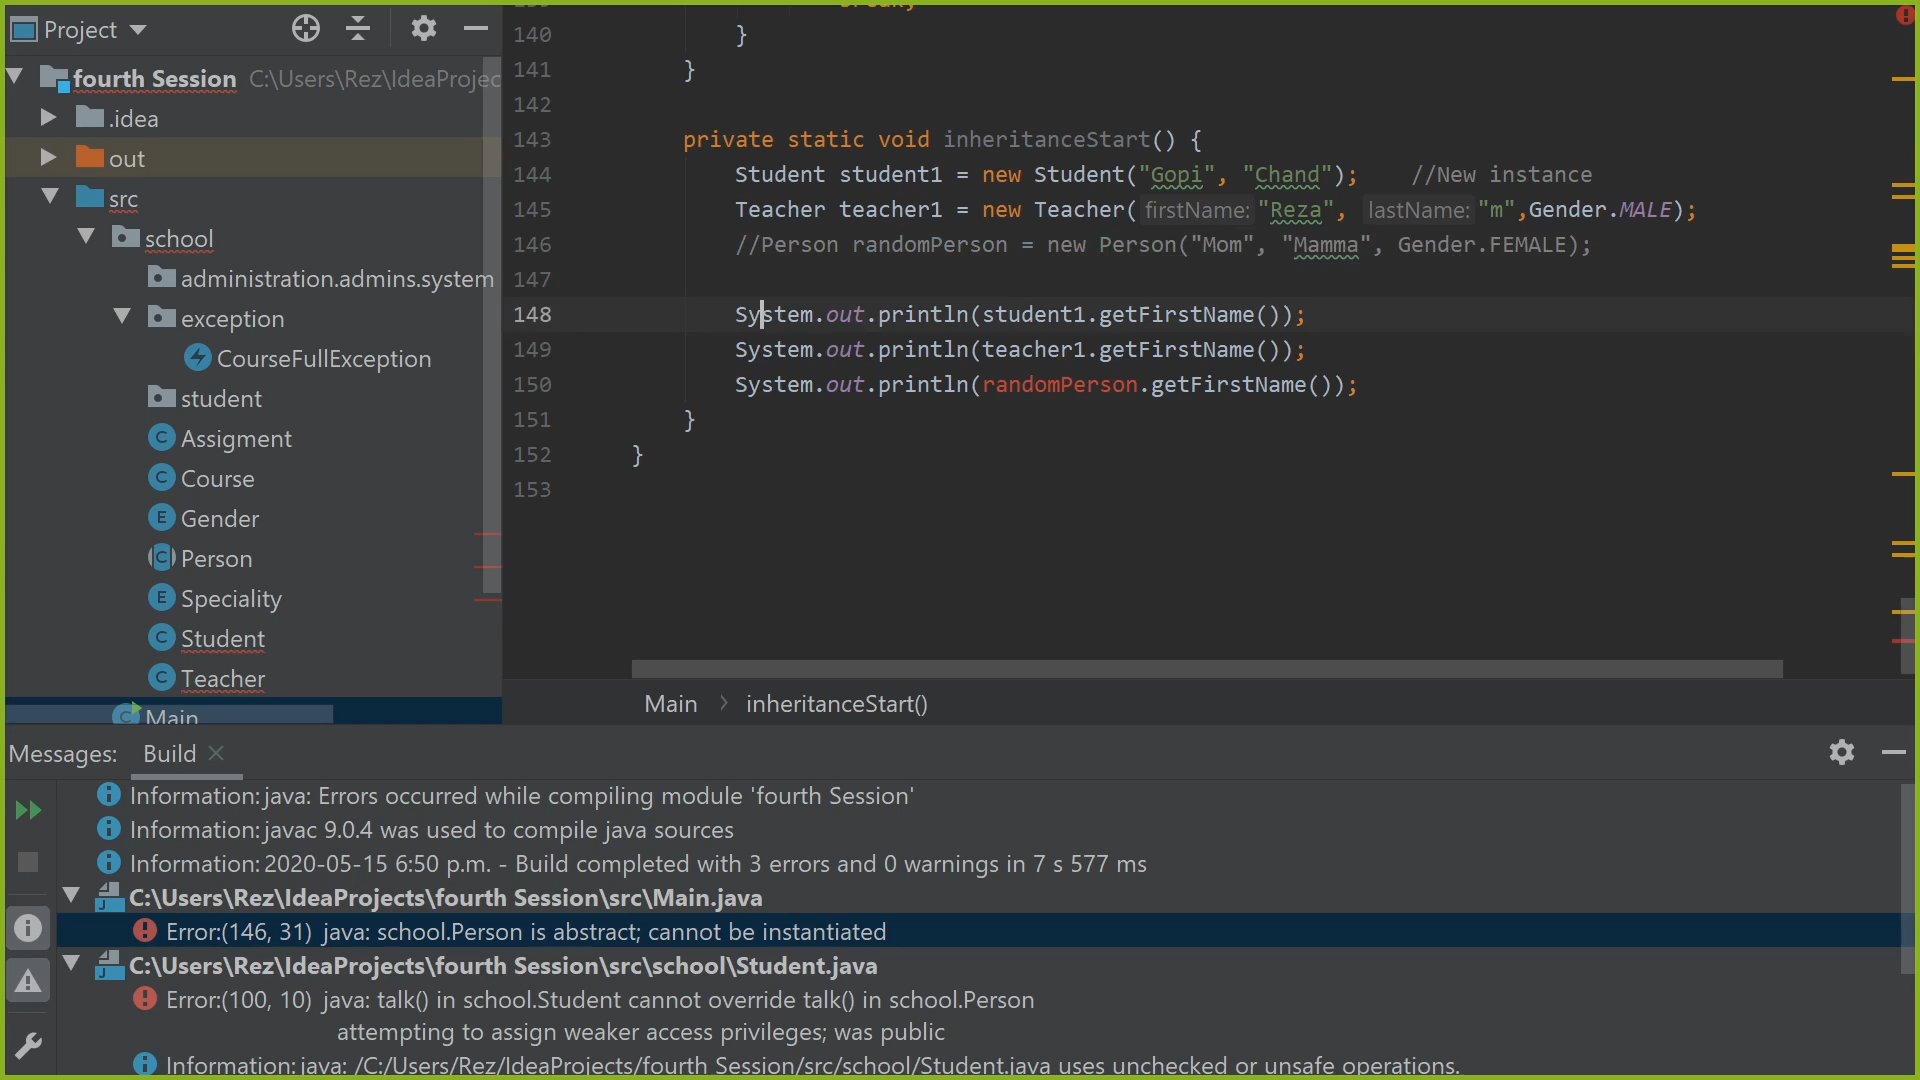 Project
fourth Session C:\Users\Rez\IdeaProjec
.idea
out
src
school
administration.admins.system
exception
CourseFullException
student
Assigment
Course
Gender
Person
Speciality
Student
Teacher
Main
140 }
141 }
142
143 private static void inheritanceStart() {
144 Student student1 = new Student("Gopi", "Chand"); //New instance
145 Teacher teacher1 = new Teacher( firstName: "Reza", lastName: "m",Gender.MALE);
146 //Person randomPerson = new Person("Mom", "Mamma", Gender.FEMALE);
147
148 System.out.println(student1.getFirstName());
149 System.out.println(teacher1.getFirstName());
150 System.out.println(randomPerson.getFirstName());
151 }
152 }
153
Main > inheritanceStart()
Messages: Build
Information: java: Errors occurred while compiling module 'fourth Session'
Information: javac 9.0.4 was used to compile java sources
Information: 2020-05-15 6:50 p.m. - Build completed with 3 errors and 0 warnings in 7 s 577 ms
C:\Users\Rez\IdeaProjects\fourth Session\src\Main.java
Error:(146, 31) java: school.Person is abstract; cannot be instantiated
C:\Users\Rez\IdeaProjects\fourth Session\src\school\Student.java
Error:(100, 10) java: talk() in school.Student cannot override talk() in school.Person
attempting to assign weaker access privileges; was public
Information: java: /C:/Users/Rez/IdeaProjects/fourth Session/src/school/Student.java uses unchecked or unsafe operations.